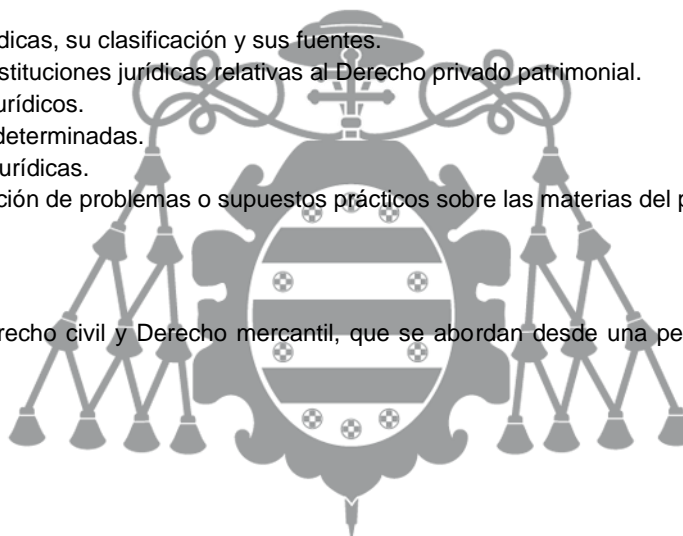 dicas, su clasificación y sus fuentes.
stituciones jurídicas relativas al Derecho privado patrimonial.
urídicos.
determinadas.
urídicas.
ción de problemas o supuestos prácticos sobre las materias del p
recho civil y Derecho mercantil, que se abordan desde una pe